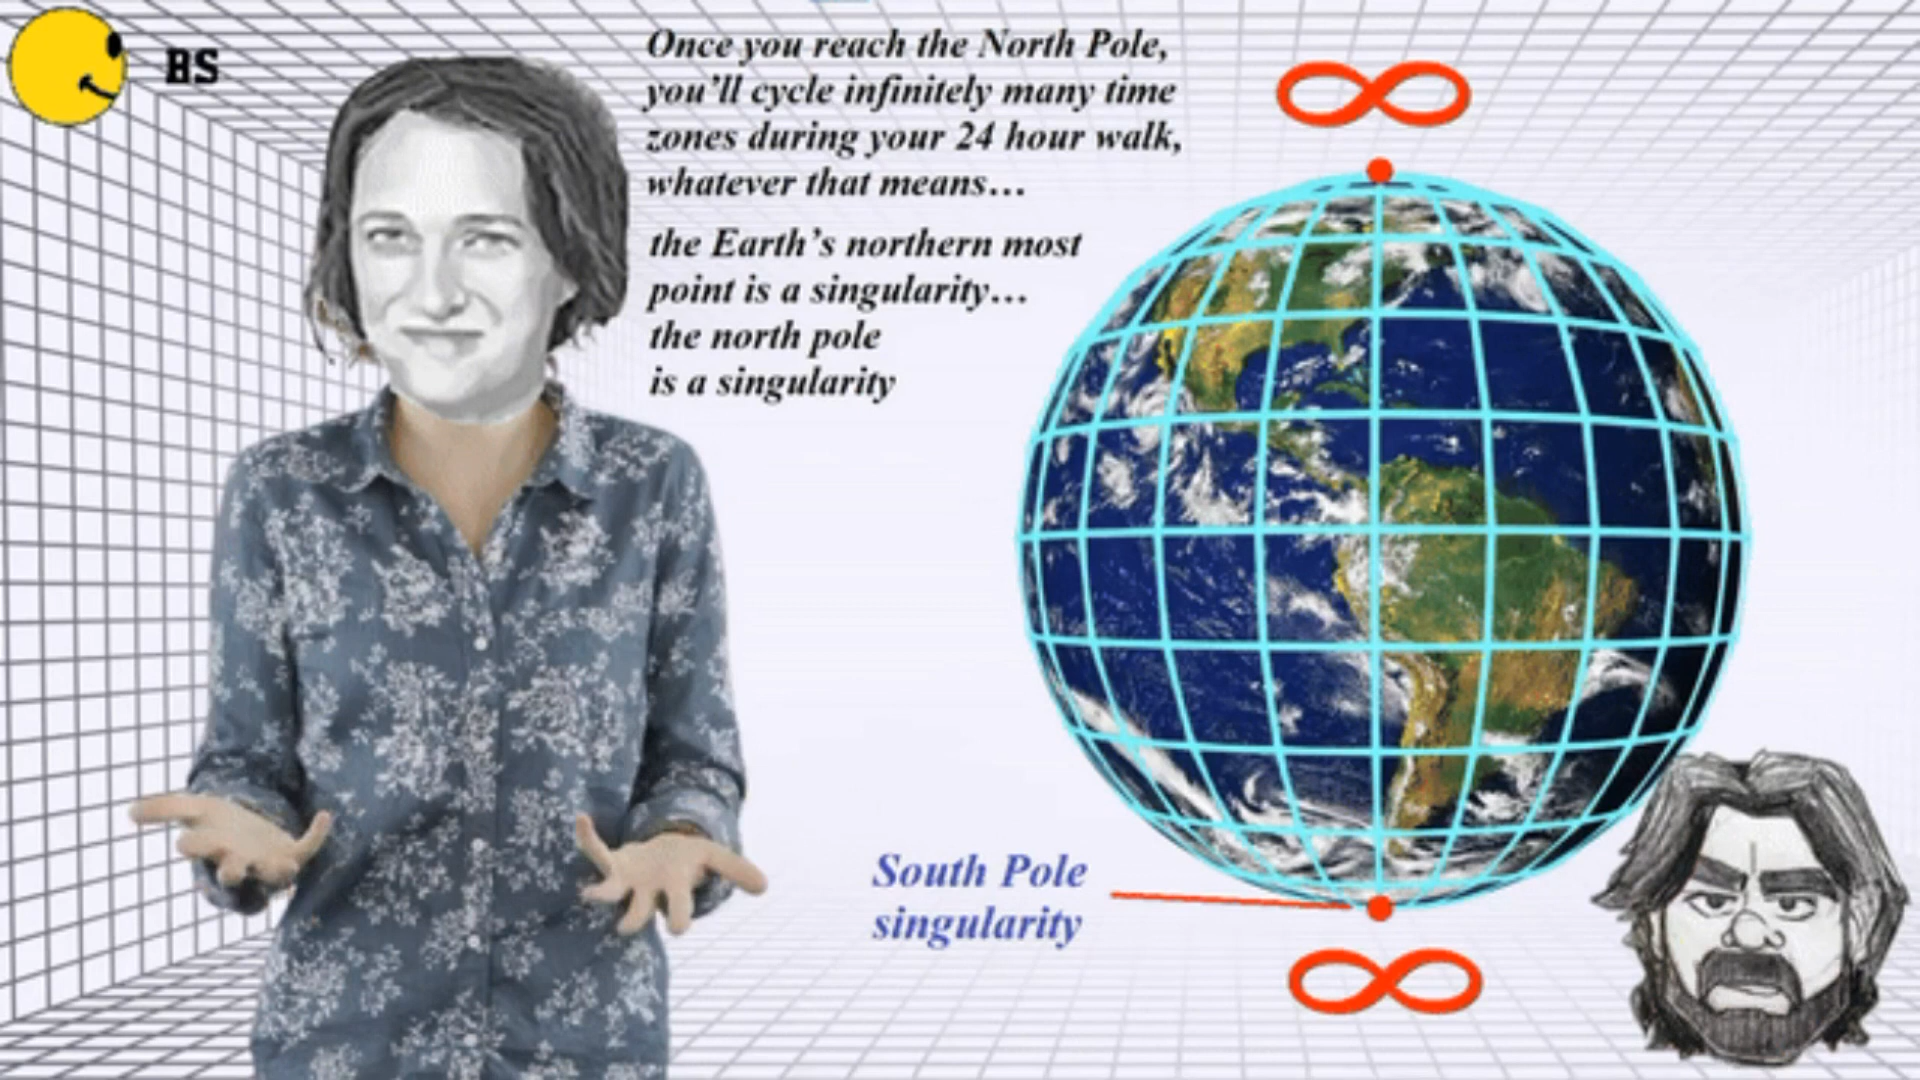 BS
Once you reach the North Pole,
you'll cycle infinitely many time
zones during your 24 hour walk,
whatever that means...
the Earth's northern most
point is a singularity...
the north pole
is a singularity
South Pole
singularity